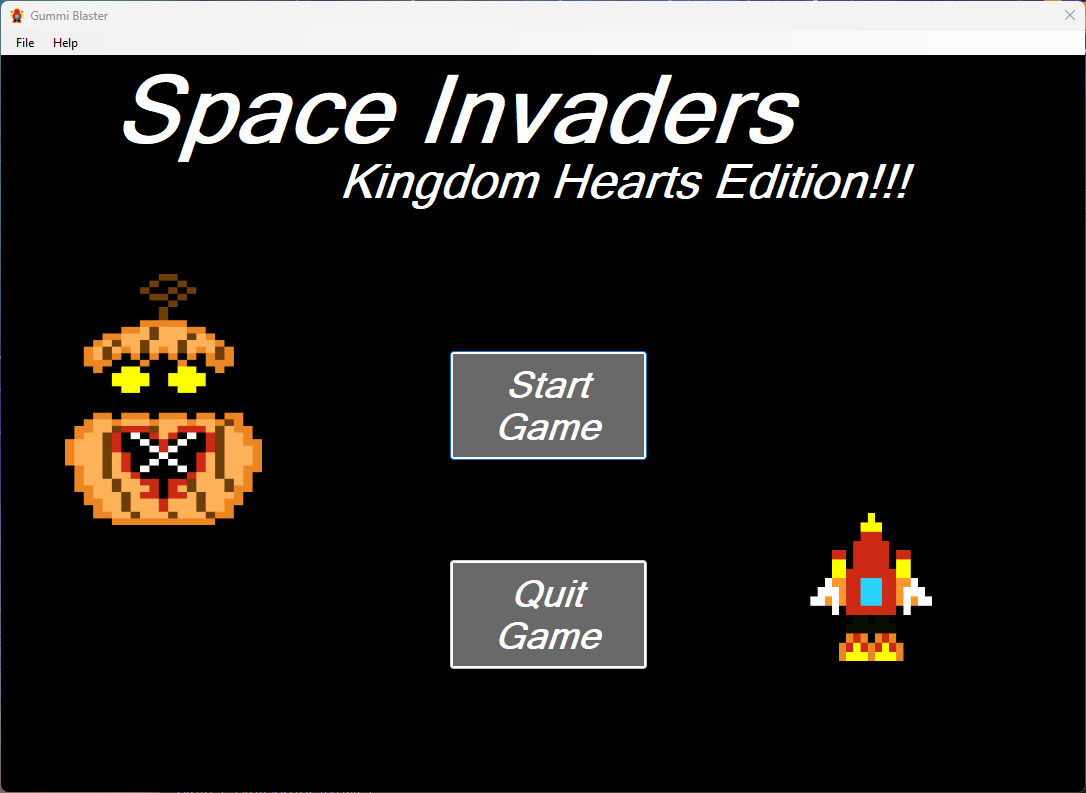 Gummi Blaster
File Help
Space Invaders
Kingdom Hearts Edition!!!
Start
Game
Quit
Game